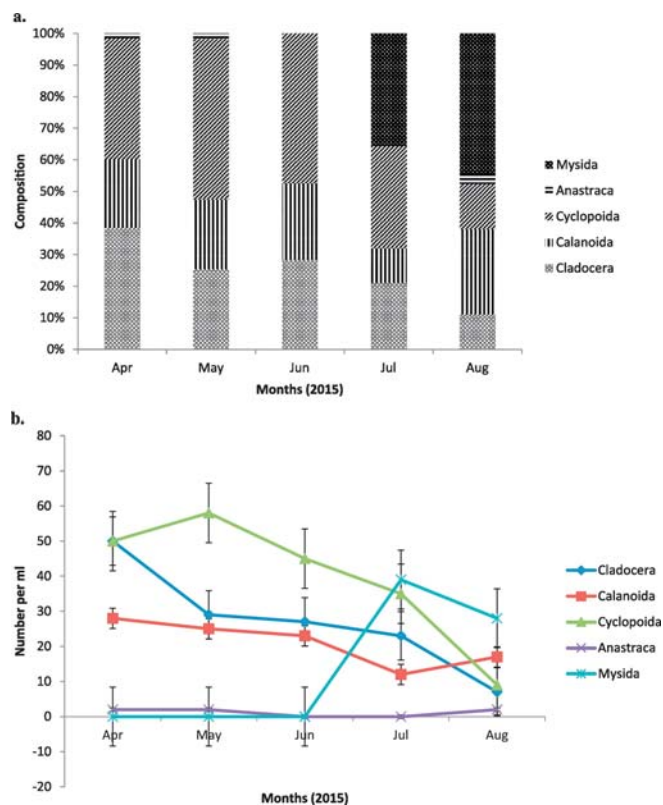 a.
100%
90%
80%
70%
60%
50%
40%
30%
20%
10%
0%
Composition
Apr May Jun Jul Aug
Months (2015)
Mysida
Anastraca
Cyclopoida
Calanoida
Cladocera
b.
80
70
60
50
40
30
20
10
0
-10
-20
Number per ml
Apr May Jun Jul Aug
Months (2015)
Cladocera
Calanoida
Cyclopoida
Anastraca
Mysida